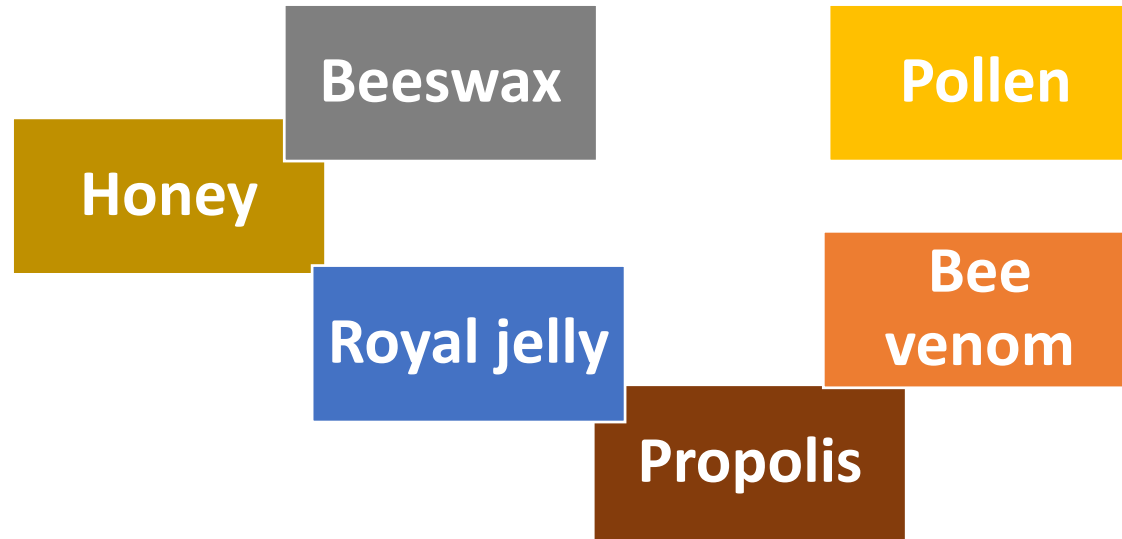 Beeswax
Pollen
Honey
Bee
venom
Royal jelly
Propolis